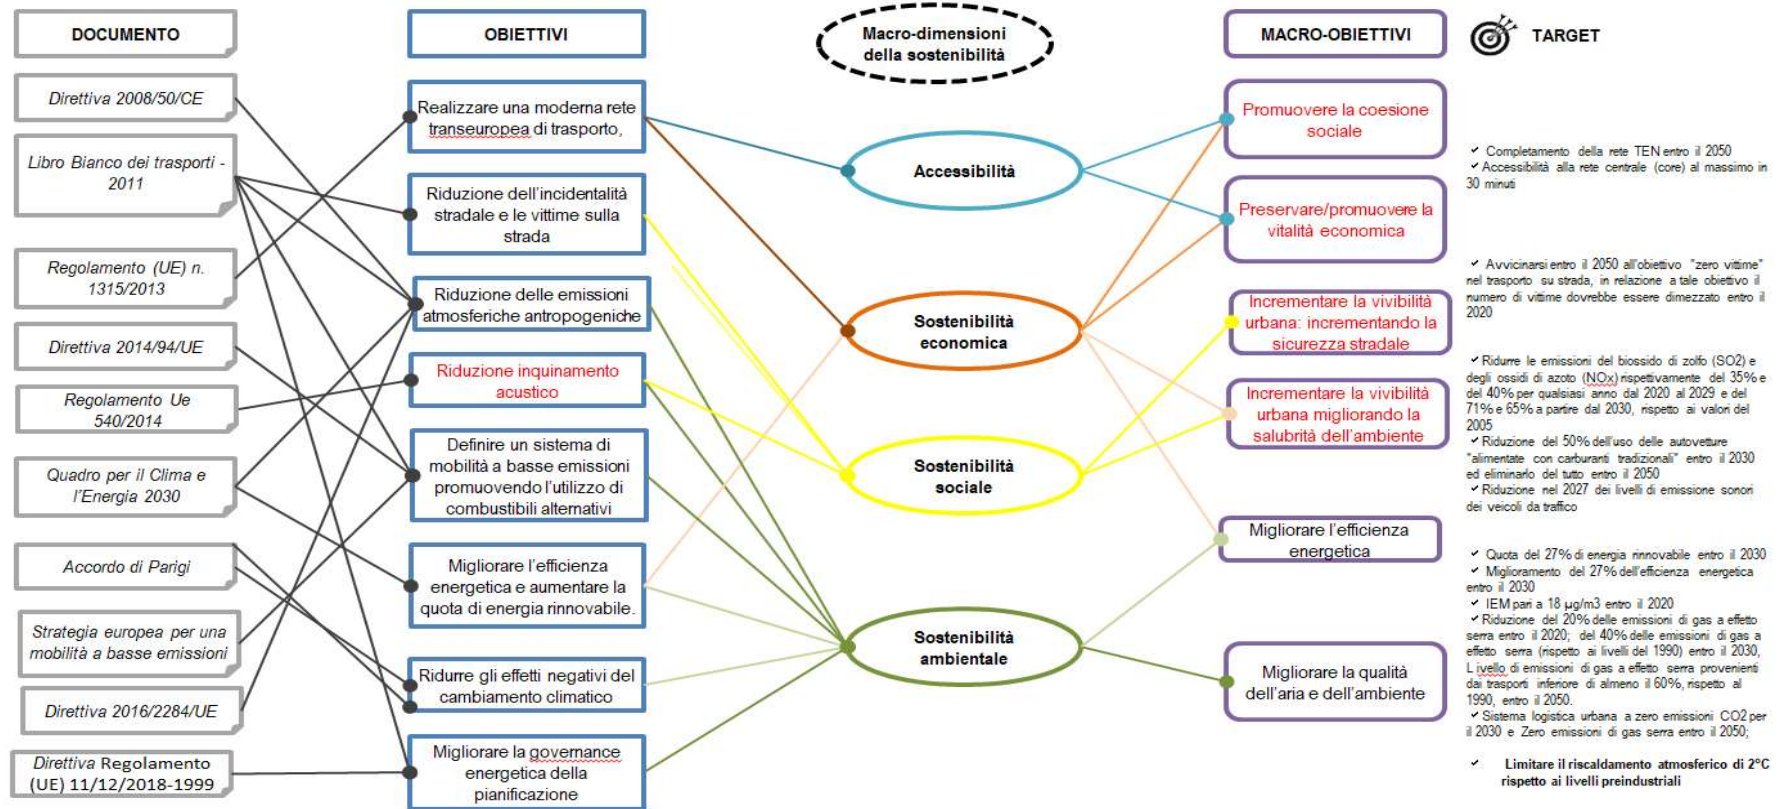 DOCUMENTO
Direttiva 2008/50/CE
Libro Bianco dei trasporti -
2011
Regolamento (UE) n.
1315/2013
Direttiva 2014/94/UE
Regolamento Ue
540/2014
Quadro per il Clima e
l'Energia 2030
Accordo di Parigi
Strategia europea per una
mobilità a basse emissioni
Direttiva 2016/2284/UE
Direttiva Regolamento
(UE) 11/12/2018-1999
OBIETTIVI
Realizzare una moderna rete
transeuropea di trasporto,
Riduzione dell'incidentalità
stradale e le vittime sulla
strada
Riduzione delle emissioni
atmosferiche antropogeniche
Riduzione inquinamento
acustico
Definire un sistema di
mobilità a basse emissioni
promuovendo l'utilizzo di
combustibili alternativi
Migliorare l'efficienza
energetica e aumentare la
quota di energia rinnovabile.
Ridurre gli effetti negativi del
cambiamento climatico
Migliorare la governance
energetica della
pianificazione
Macro-dimensioni
della sostenibilità
Accessibilità
Sostenibilità
economica
Sostenibilità
sociale
Sostenibilità
ambientale
MACRO-OBIETTIVI
Promuovere la coesione
sociale
Preservare/promuovere la
vitalità economica
Incrementare la vivibilità
urbana: incrementando la
sicurezza stradale
Incrementare la vivibilità
urbana migliorando la
salubrità dell'ambiente
Migliorare l'efficienza
energetica
Migliorare la qualità
dell'aria e dell'ambiente
TARGET
✓ Completamento della rete TEN entro il 2050
✓ Accessibilità alla rete centrale (core) al massimo in
30 minuti
✓ Avvicinarsi entro il 2050 all'obiettivo "zero vittime"
nel trasporto su strada, in relazione a tale obiettivo il
numero di vittime dovrebbe essere dimezzato entro il
2020
✓ Ridurre le emissioni del biossido di zolfo (SO2) e
degli ossidi di azoto (NOx) rispettivamente del 35% e
del 40% per qualsiasi anno dal 2020 al 2029 e del
71% e 65% a partire dal 2030, rispetto ai valori del
2005
✓ Riduzione del 50% dell'uso delle autovetture
"alimentate con carburanti tradizionali" entro il 2030
ed eliminarlo del tutto entro il 2050
✓ Riduzione nel 2027 dei livelli di emissione sonori
dei veicoli da traffico
✓ Quota del 27% di energia rinnovabile entro il 2030
✓ Miglioramento del 27% dell'efficienza energetica
entro il 2030
✓ IEM pari a 18 µg/m3 entro il 2020
✓ Riduzione del 20% delle emissioni di gas a effetto
serra entro il 2020; del 40% delle emissioni di gas a
effetto serra (rispetto ai livelli del 1990) entro il 2030,
L ivello di emissioni di gas a effetto serra provenienti
dai trasporti inferiore di almeno il 60%, rispetto al
1990, entro il 2050.
✓ Sistema logistica urbana a zero emissioni CO2 per
il 2030 e Zero emissioni di gas serra entro il 2050;
✓ Limitare il riscaldamento atmosferico di 2°C
rispetto ai livelli preindustriali